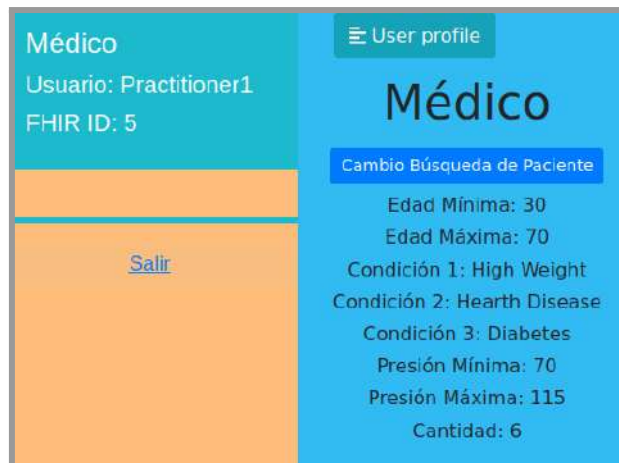 Médico
Usuario: Practitioner1
FHIR ID: 5
Salir
User profile
Médico
Cambio Búsqueda de Paciente
Edad Mínima: 30
Edad Máxima: 70
Condición 1: High Weight
Condición 2: Hearth Disease
Condición 3: Diabetes
Presión Mínima: 70
Presión Máxima: 115
Cantidad: 6